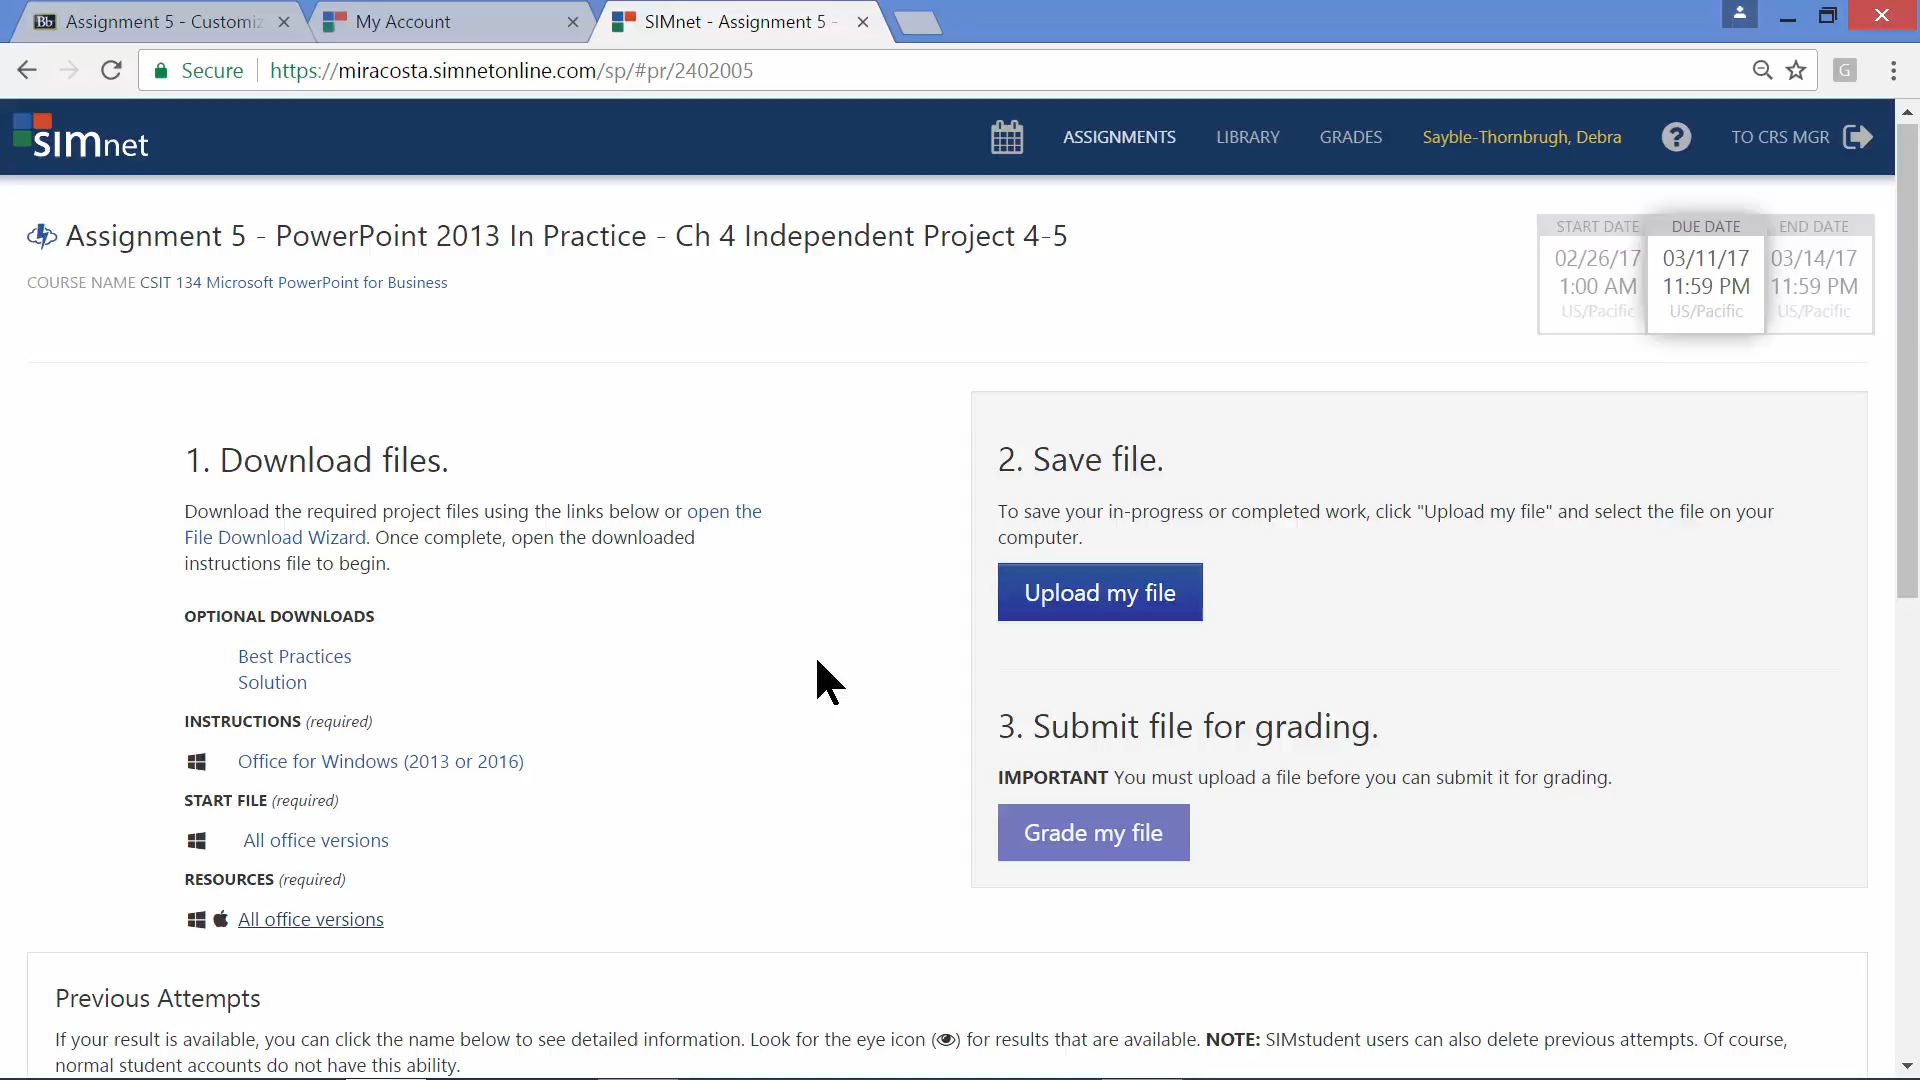 Bb Assignment 5 - Customiz
My Account
SIMnet - Assignment 5 -
Secure https://miracosta.simnetonline.com/sp/#pr/2402005
G
simnet
ASSIGNMENTS LIBRARY GRADES Sayble-Thornbrugh, Debra ? TO CRS MGR
Assignment 5 - PowerPoint 2013 In Practice - Ch 4 Independent Project 4-5
COURSE NAME CSIT 134 Microsoft PowerPoint for Business
START DATE DUE DATE END DATE
02/26/17 03/11/17 03/14/17
1:00 AM 11:59 PM 11:59 PM
US/Pacific US/Pacific US/Pacific
1. Download files.
Download the required project files using the links below or open the
File Download Wizard. Once complete, open the downloaded
instructions file to begin.
OPTIONAL DOWNLOADS
Best Practices
Solution
INSTRUCTIONS (required)
Office for Windows (2013 or 2016)
START FILE (required)
All office versions
RESOURCES (required)
All office versions
2. Save file.
To save your in-progress or completed work, click "Upload my file" and select the file on your
computer.
Upload my file
3. Submit file for grading.
IMPORTANT You must upload a file before you can submit it for grading.
Grade my file
Previous Attempts
If your result is available, you can click the name below to see detailed information. Look for the eye icon ( ) for results that are available. NOTE: SIMstudent users can also delete previous attempts. Of course,
normal student accounts do not have this ability.